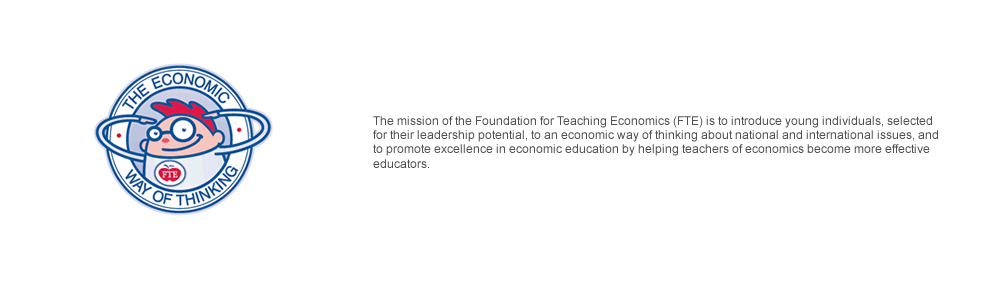 THE ECONOMIC
WAY OF THINKING
FTE
The mission of the Foundation for Teaching Economics (FTE) is to introduce young individuals, selected
for their leadership potential, to an economic way of thinking about national and international issues, and
to promote excellence in economic education by helping teachers of economics become more effective
educators.